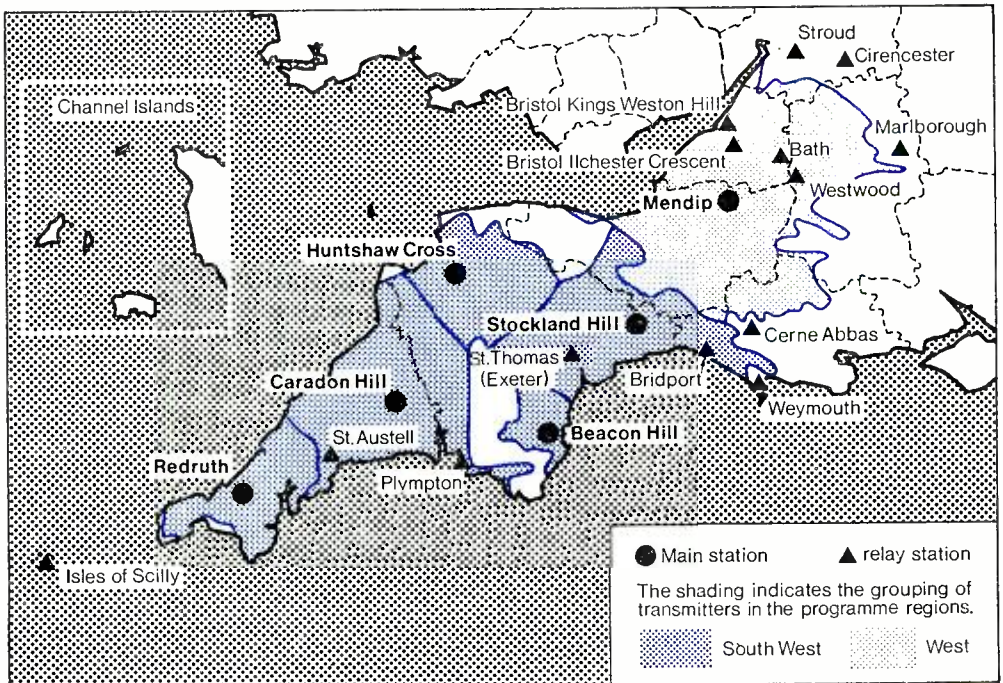 Stroud
Cirencester
Channel Islands
Bristol Kings Weston Hill
Marlborough
Bristol Ilchester Crescent
Bath
Westwood
Mendip
Huntshaw Cross
Stockland Hill
Cerne Abbas
St. Thomas
(Exeter)
Bridport
Caradon Hill
Weymouth
St. Austell
Beacon Hill
Redruth
Plympton
Isles of Scilly
Main station
relay station
The shading indicates the grouping of
transmitters in the programme regions.
South West
West